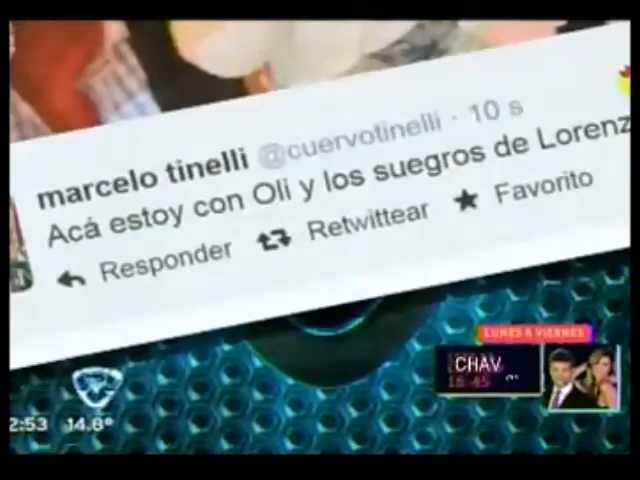 marcelo tinelli @cuervotinelli · 10 s
Acá estoy con Oli y los suegros de Lorenz
Responder Retwittear Favorito
LUNES A VIERNES
CHAV
16:45
2:53 14.8°